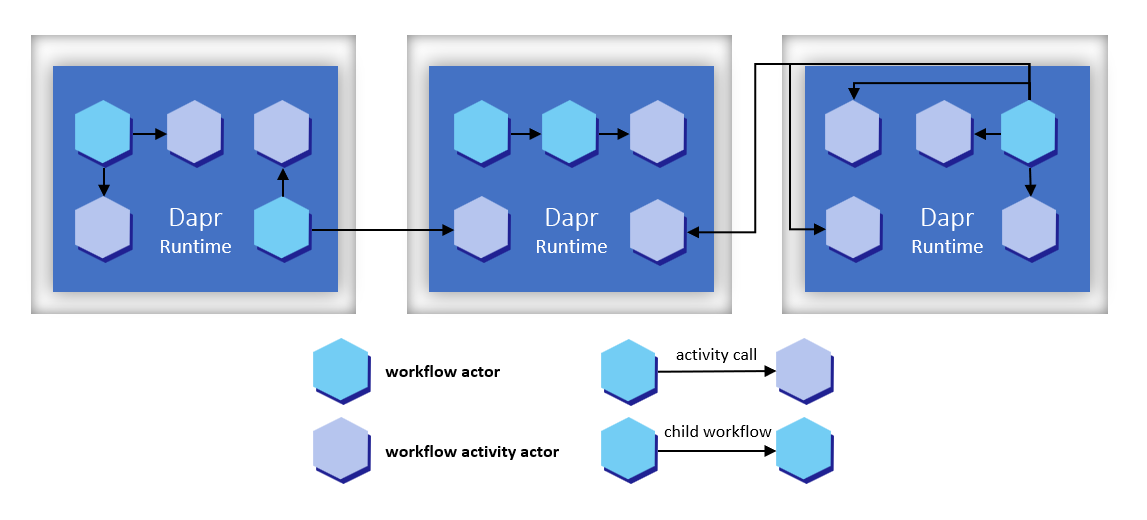 Dapr
Runtime
Dapr
Runtime
Dapr
Runtime
workflow actor
activity call
workflow activity actor
child workflow